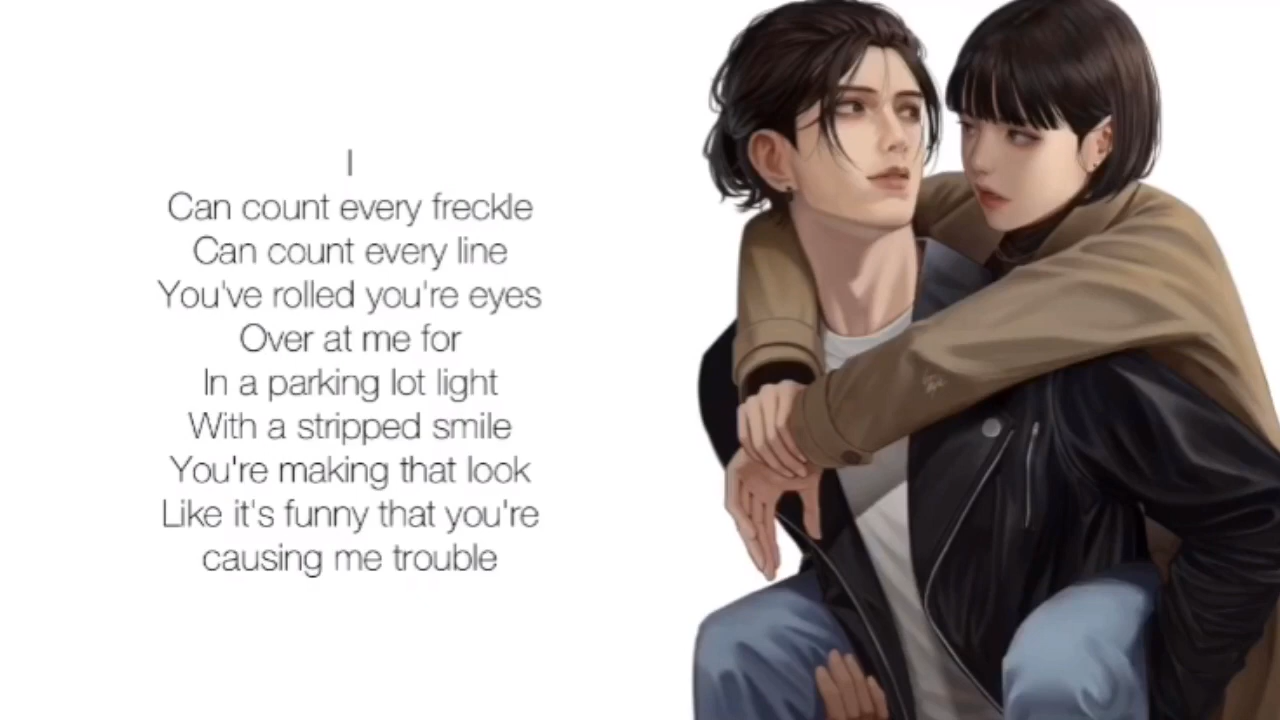 I
Can count every freckle
Can count every line
You've rolled you're eyes
Over at me for
In a parking lot light
With a stripped smile
You're making that look
Like it's funny that you're
causing me trouble